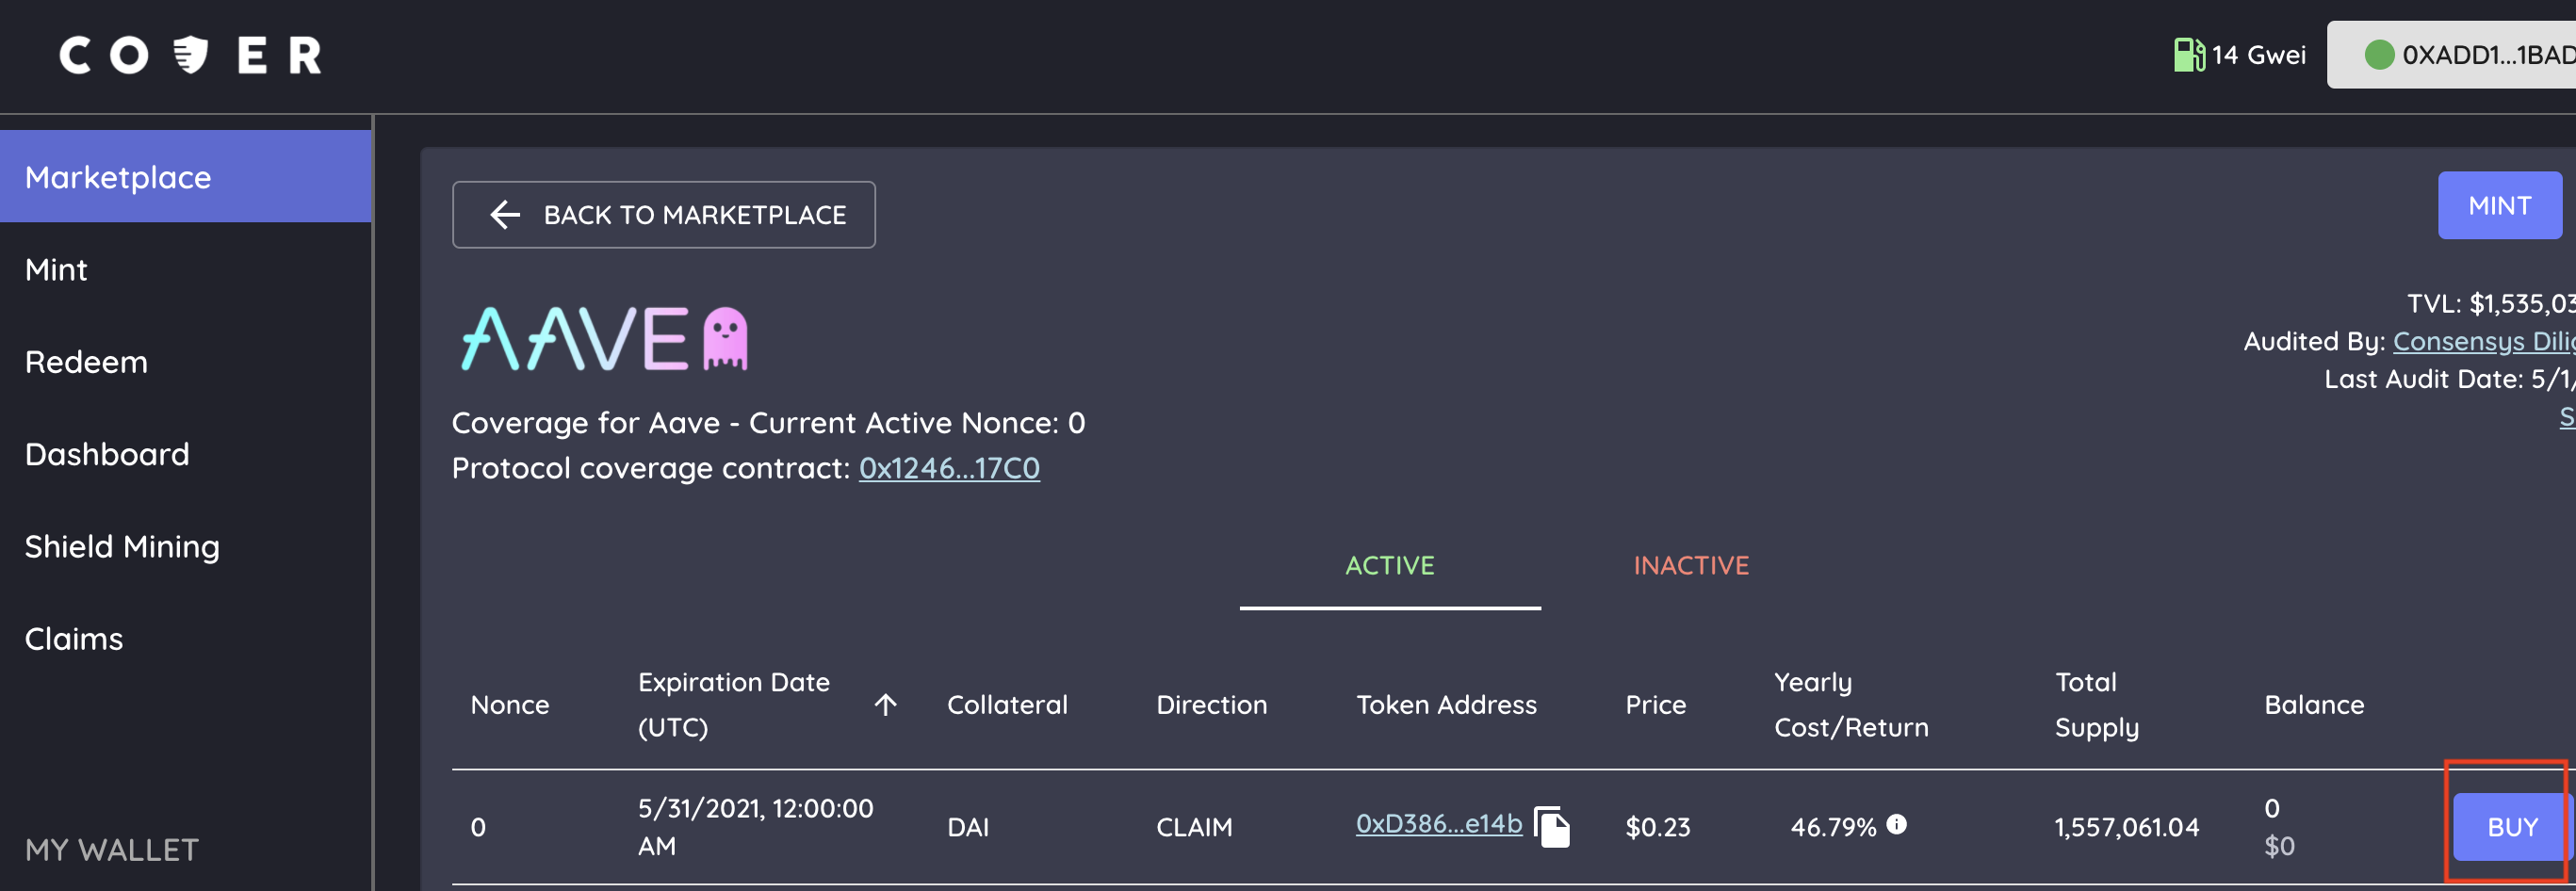 COVER
14 Gwei
0XADD1...1BAD
Marketplace
Mint
Redeem
Dashboard
Shield Mining
Claims
MY WALLET
BACK TO MARKETPLACE
MINT
AAVE
TVL: $1,535,03
Audited By: Consensys Dilig
Last Audit Date: 5/1/
S
Coverage for Aave - Current Active Nonce: 0
Protocol coverage contract: 0x1246...17C0
ACTIVE INACTIVE
Nonce
Expiration Date
(UTC)
Collateral
Direction
Token Address
Price
Yearly
Cost/Return
Total
Supply
Balance
0
5/31/2021, 12:00:00
AM
DAI
CLAIM
0xD386...e14b
$0.23
46.79%
1,557,061.04
0
$0
BUY